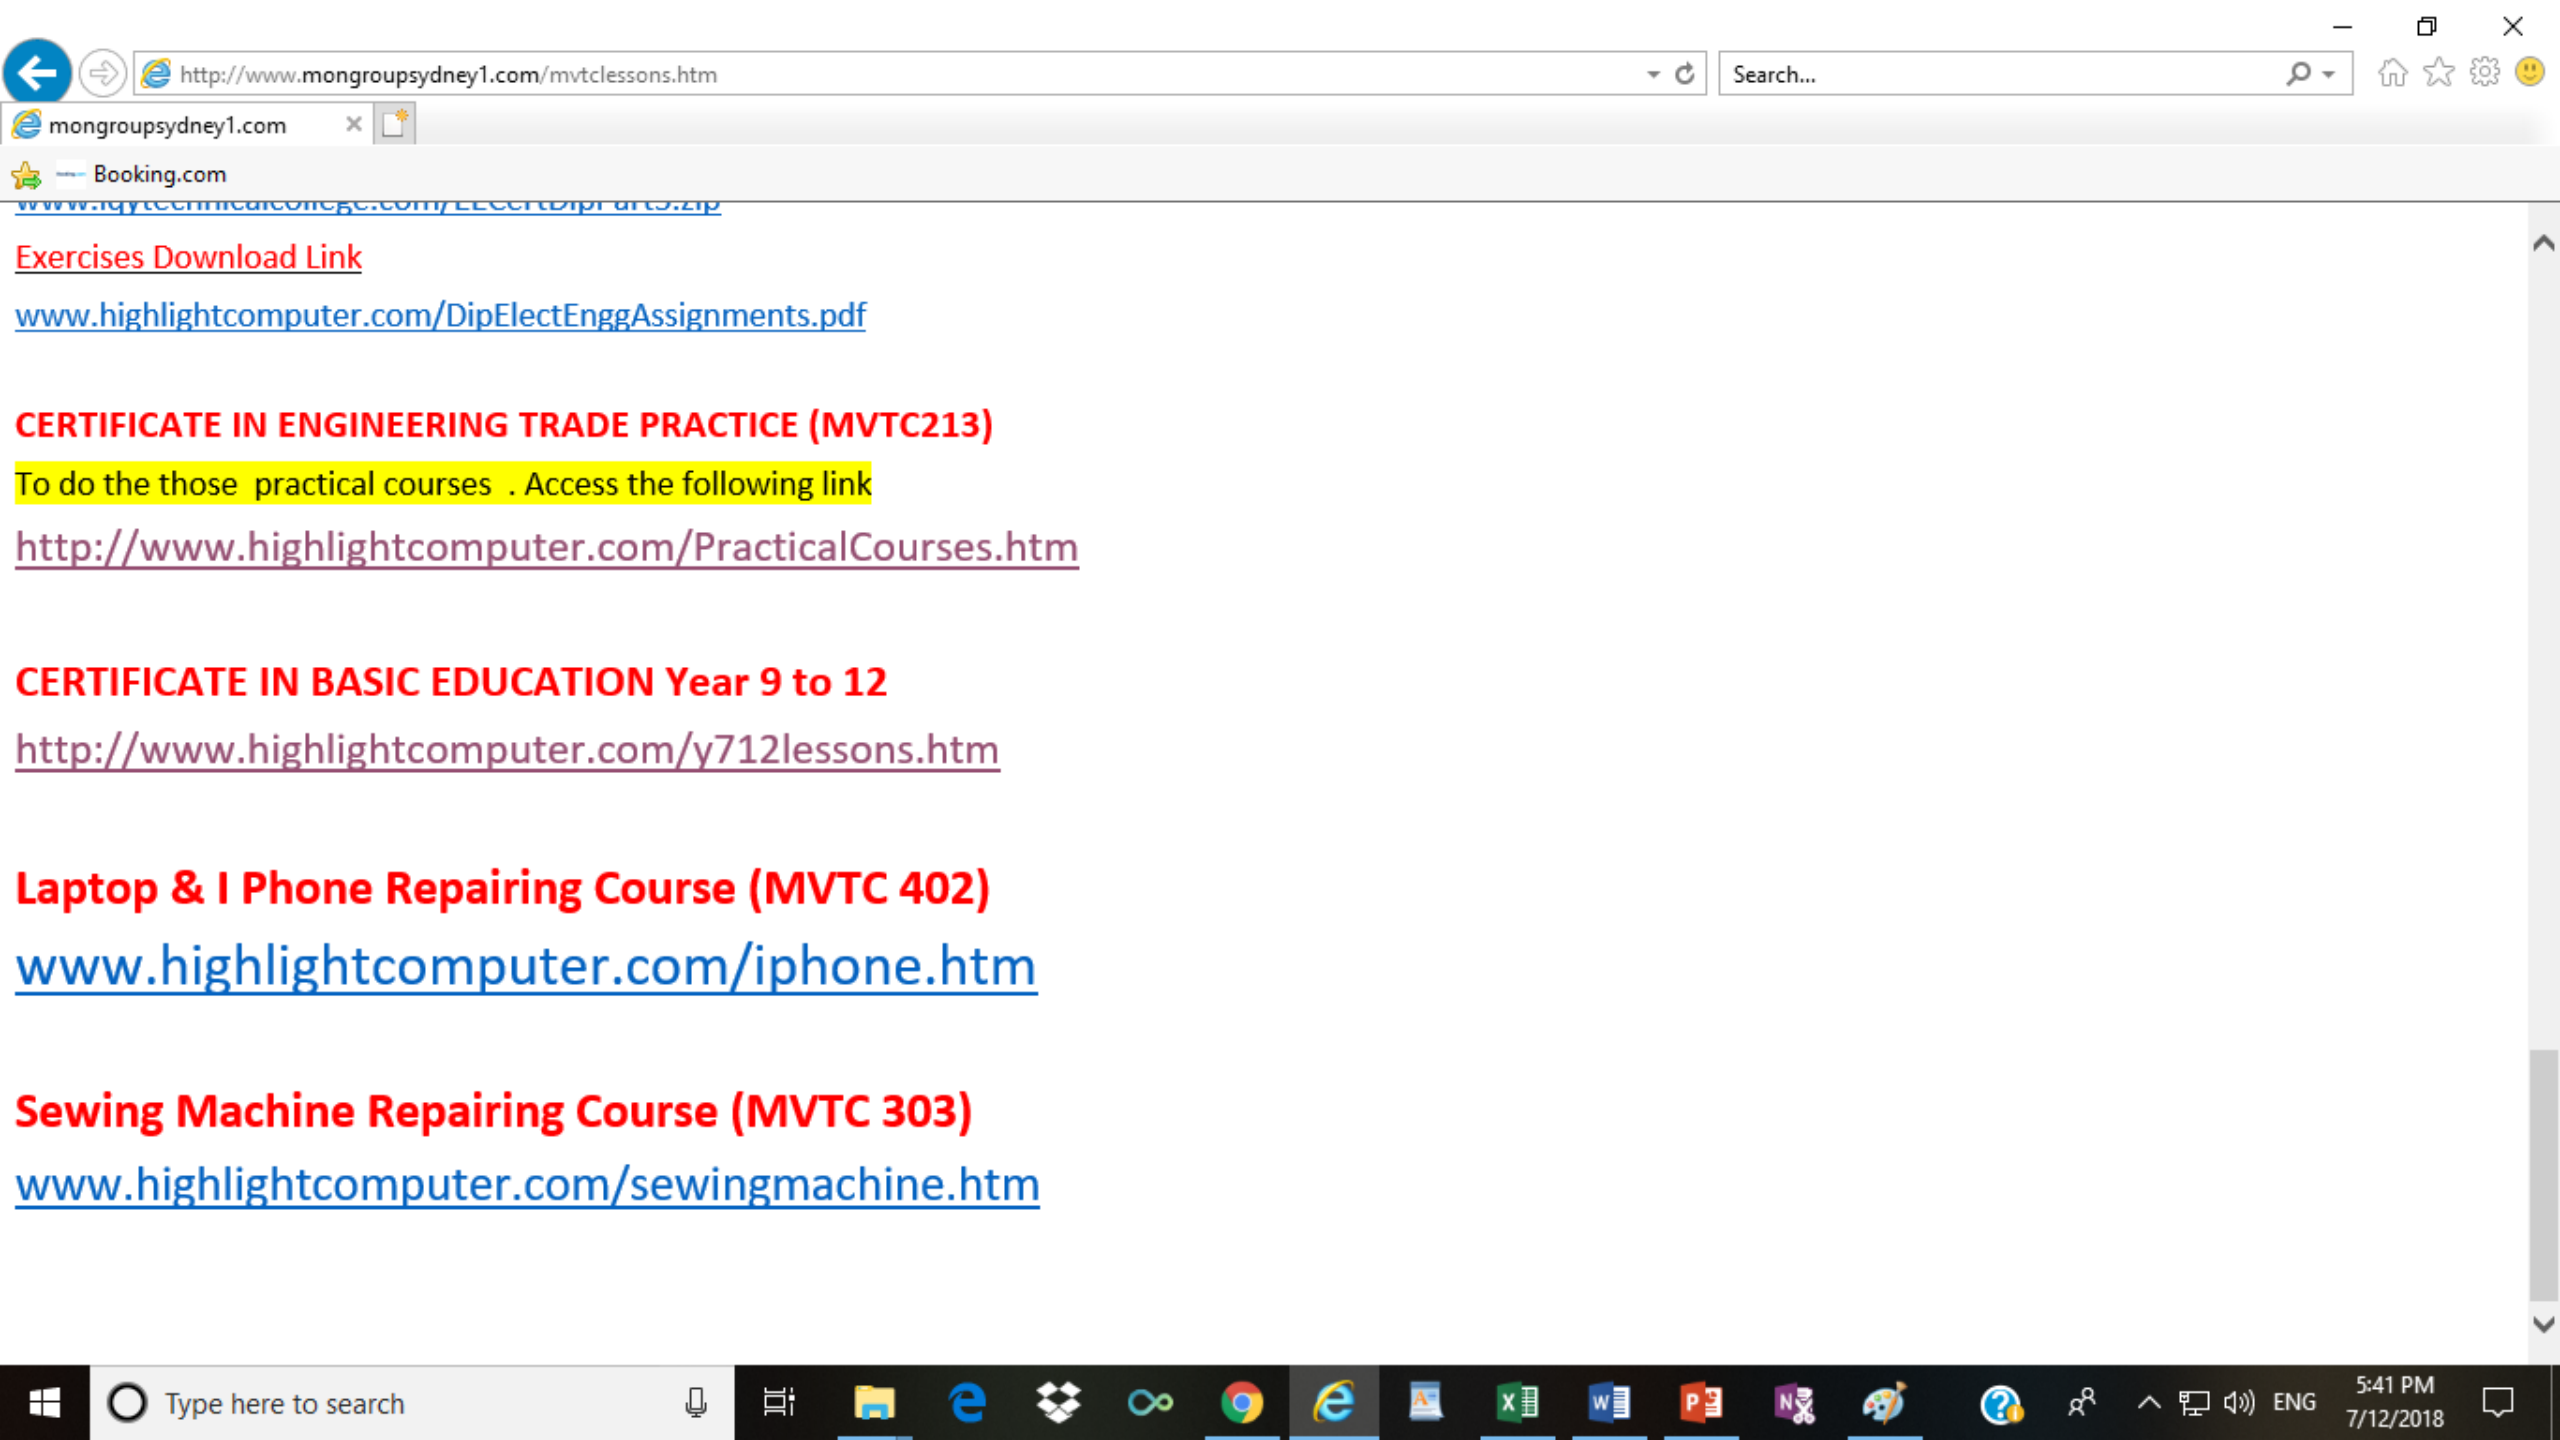 http://www.mongroupsydney1.com/mvtclessons.htm
Search...
mongroupsydney1.com
Booking.com
Exercises Download Link
www.highlightcomputer.com/DipElectEnggAssignments.pdf
CERTIFICATE IN ENGINEERING TRADE PRACTICE (MVTC213)
To do the those  practical courses  . Access the following link
http://www.highlightcomputer.com/PracticalCourses.htm
CERTIFICATE IN BASIC EDUCATION Year 9 to 12
http://www.highlightcomputer.com/y712lessons.htm
Laptop & I Phone Repairing Course (MVTC 402)
www.highlightcomputer.com/iphone.htm
Sewing Machine Repairing Course (MVTC 303)
www.highlightcomputer.com/sewingmachine.htm
Type here to search
ENG
5:41 PM
7/12/2018